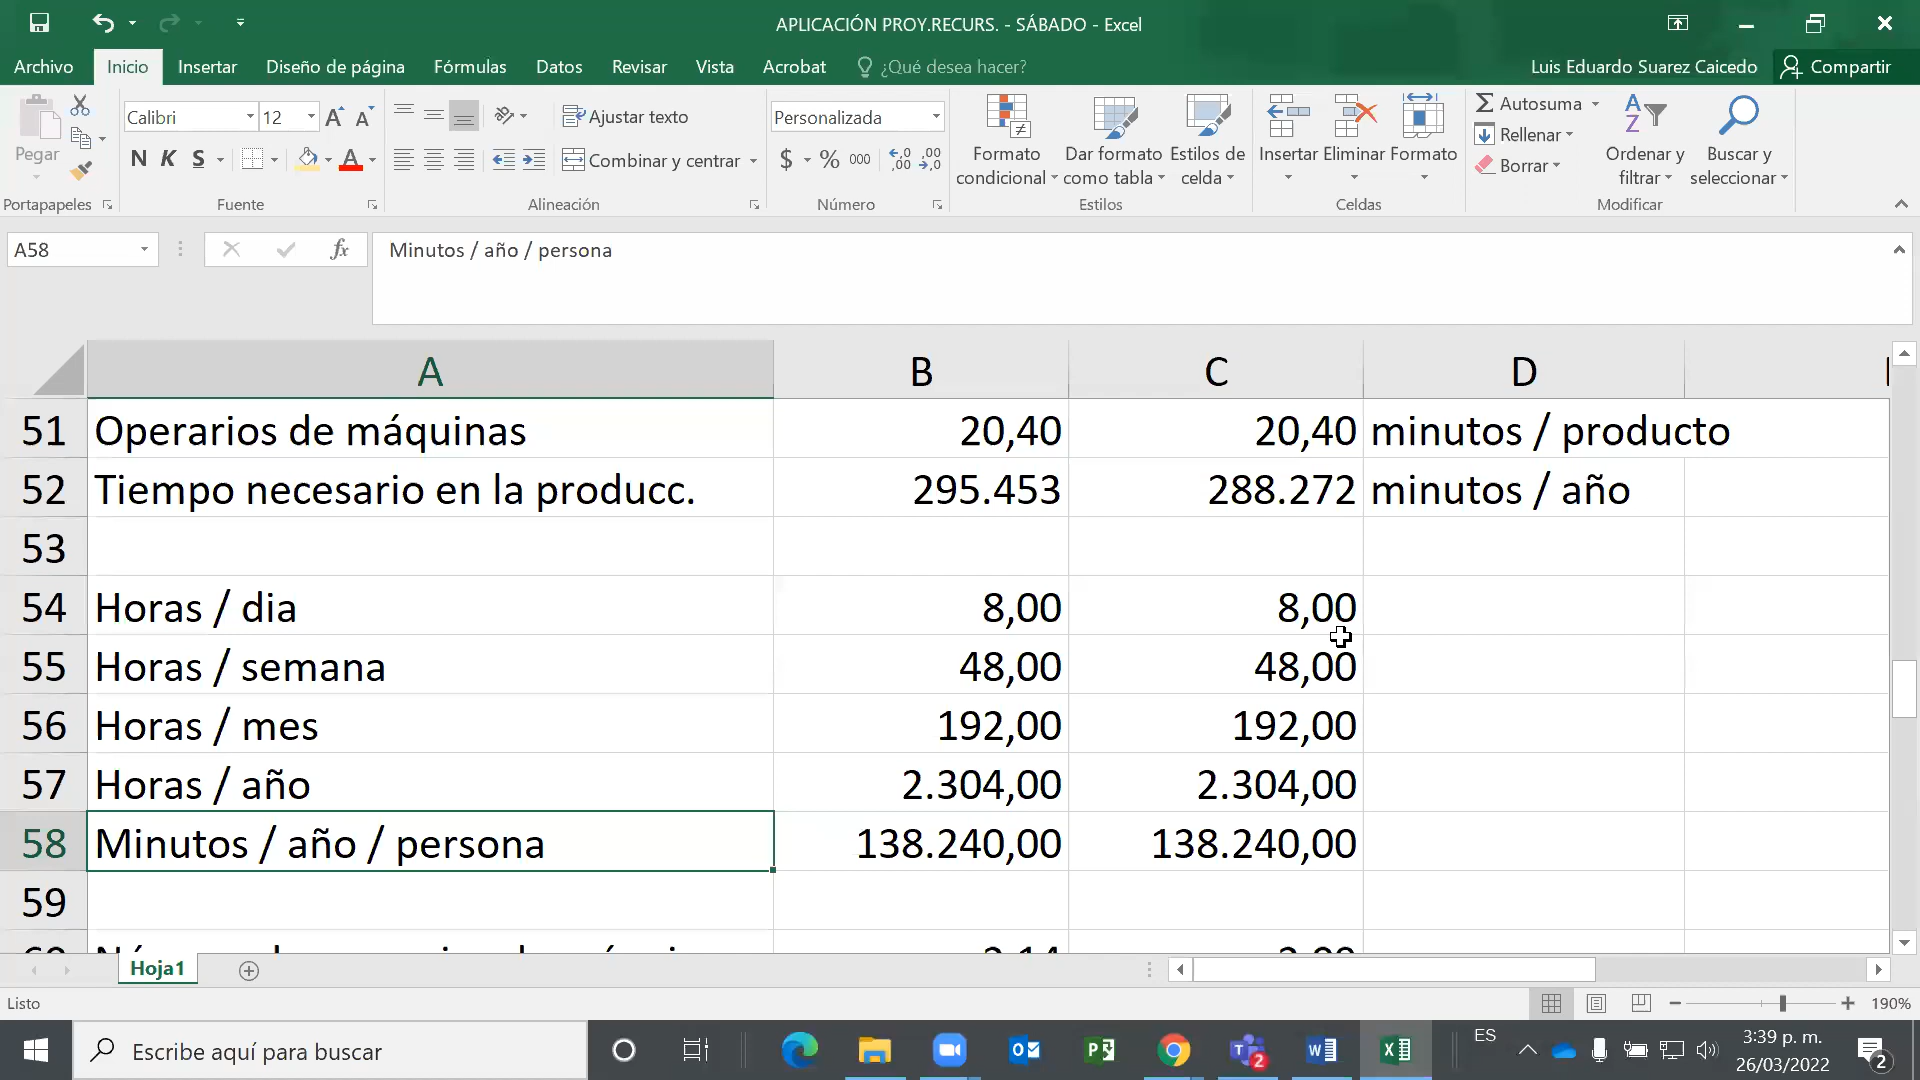 APLICACIÓN PROY.RECURS. - SÁBADO - Excel
Archivo Inicio Insertar Diseño de página Fórmulas Datos Revisar Vista Acrobat ¿Qué desea hacer? Luis Eduardo Suarez Caicedo Compartir
Pegar
Portapapeles
Calibri 12
N K S
Fuente
Ajustar texto
Combinar y centrar
Alineación
Personalizada
$ % 000
Número
Formato condicional
Dar formato como tabla
Estilos de celda
Estilos
Insertar Eliminar Formato
Celdas
Autosuma
Rellenar
Borrar
Ordenar y filtrar
Buscar y seleccionar
Modificar
A58 fx Minutos / año / persona
A B C D
51 Operarios de máquinas 20,40 20,40 minutos / producto
52 Tiempo necesario en la producc. 295.453 288.272 minutos / año
53
54 Horas / dia 8,00 8,00
55 Horas / semana 48,00 48,00
56 Horas / mes 192,00 192,00
57 Horas / año 2.304,00 2.304,00
58 Minutos / año / persona 138.240,00 138.240,00
59
Hoja1
Listo 190%
Escribe aquí para buscar
ES
3:39 p. m.
26/03/2022
2
2